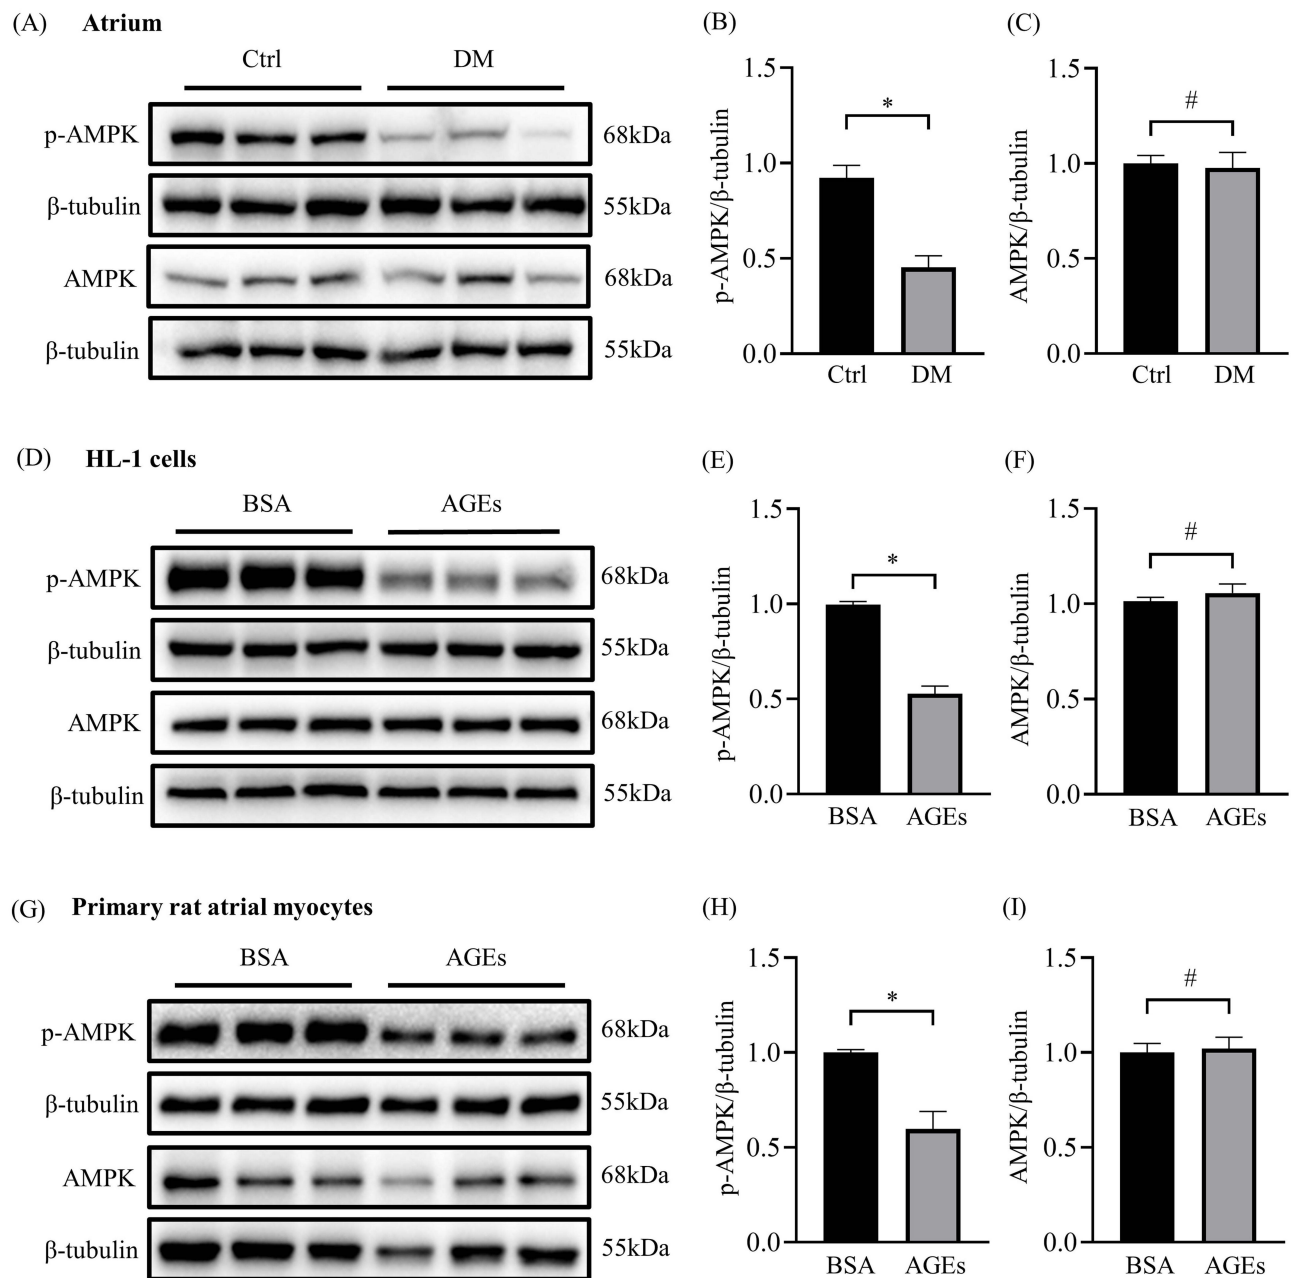 (A) Atrium
Ctrl DM
p-AMPK 68kDa
β-tubulin 55kDa
AMPK 68kDa
β-tubulin 55kDa
(B)
p-AMPK/β-tubulin
1.5
1.0
0.5
0.0
*
Ctrl DM
(C)
AMPK/β-tubulin
1.5
1.0
0.5
0.0
#
Ctrl DM
(D) HL-1 cells
BSA AGEs
p-AMPK 68kDa
β-tubulin 55kDa
AMPK 68kDa
β-tubulin 55kDa
(E)
p-AMPK/β-tubulin
1.5
1.0
0.5
0.0
*
BSA AGEs
(F)
AMPK/β-tubulin
1.5
1.0
0.5
0.0
#
BSA AGEs
(G) Primary rat atrial myocytes
BSA AGEs
p-AMPK 68kDa
β-tubulin 55kDa
AMPK 68kDa
β-tubulin 55kDa
(H)
p-AMPK/β-tubulin
1.5
1.0
0.5
0.0
*
BSA AGEs
(I)
AMPK/β-tubulin
1.5
1.0
0.5
0.0
#
BSA AGEs